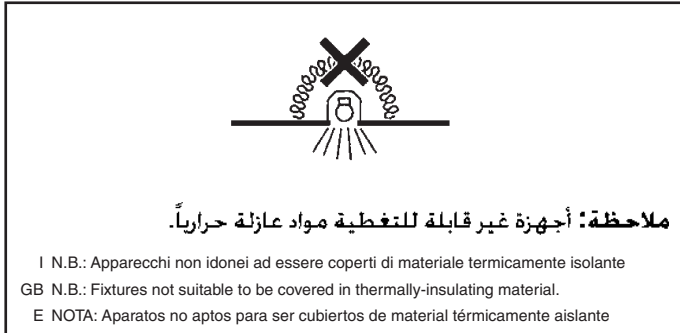 ملاحظة: أجهزة غير قابلة للتغطية مواد عازلة حرارياً.
I N.B.: Apparecchi non idonei ad essere coperti di materiale termicamente isolante
GB N.B.: Fixtures not suitable to be covered in thermally-insulating material.
E NOTA: Aparatos no aptos para ser cubiertos de material térmicamente aislante